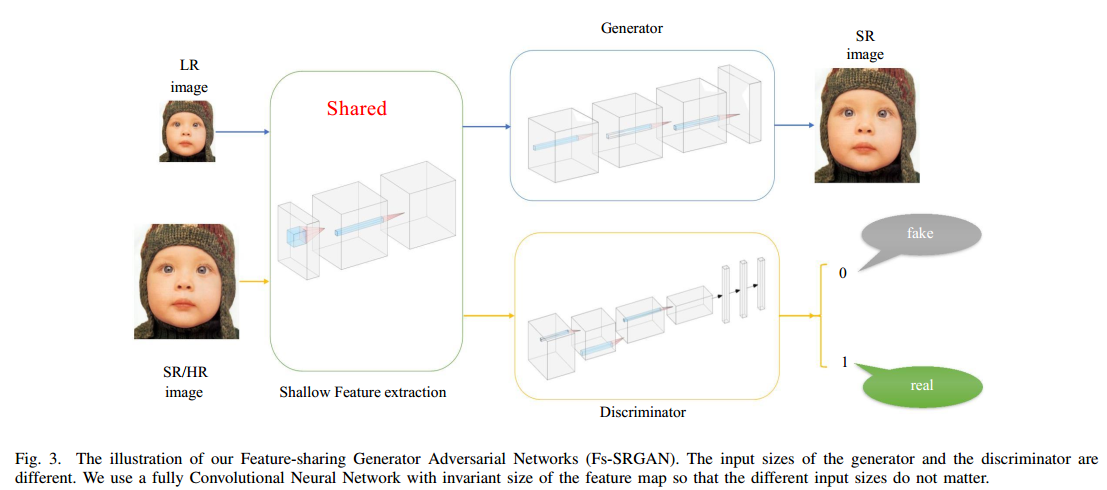 Generator
SR
image
LR
image
Shared
fake
0
1
real
SR/HR
image
Shallow Feature extraction
Discriminator
Fig. 3. The illustration of our Feature-sharing Generator Adversarial Networks (Fs-SRGAN). The input sizes of the generator and the discriminator are
different. We use a fully Convolutional Neural Network with invariant size of the feature map so that the different input sizes do not matter.